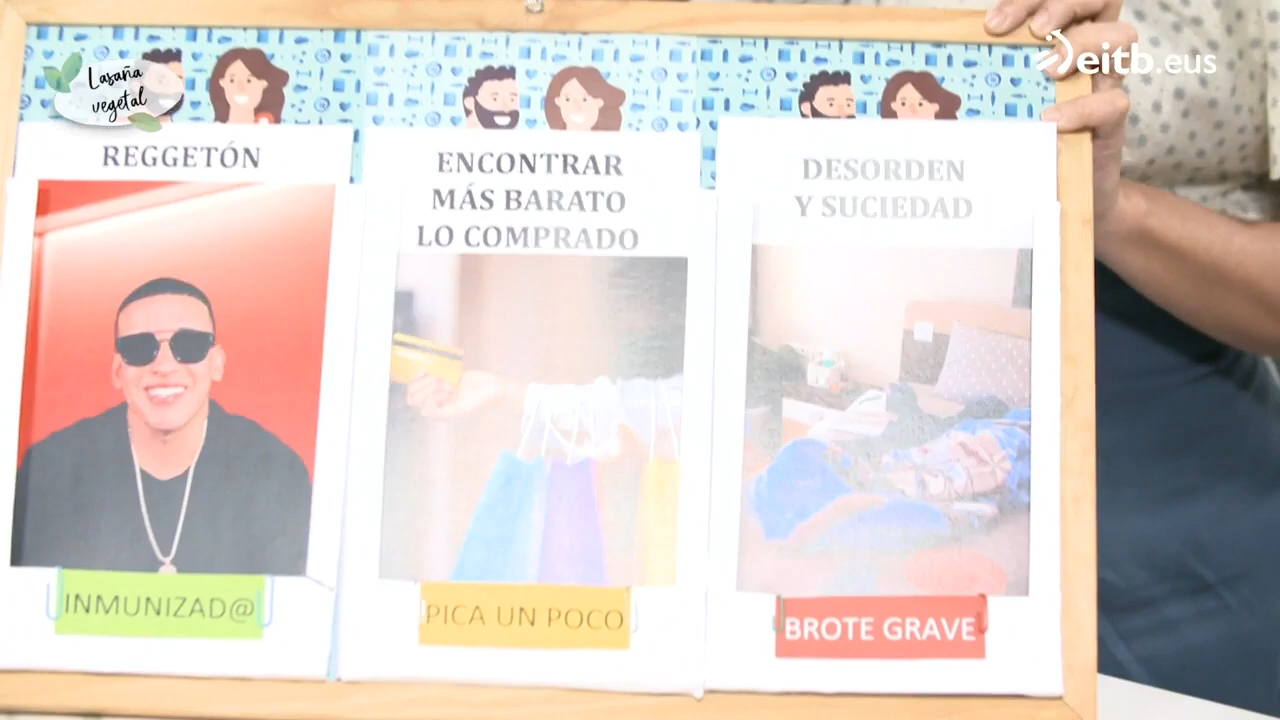 Lasaña
vegetal
eitb.eus
REGGETÓN
INMUNIZAD@
ENCONTRAR
MÁS BARATO
LO COMPRADO
PICA UN POCO
DESORDEN
Y SUCIEDAD
BROTE GRAVE